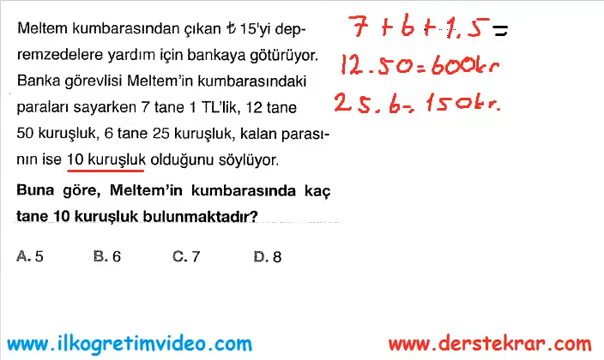 Meltem kumbarasından çıkan ₺ 15'yi dep-
remzedelere yardım için bankaya götürüyor.
Banka görevlisi Meltem'in kumbarasındaki
paraları sayarken 7 tane 1 TL'lik, 12 tane
50 kuruşluk, 6 tane 25 kuruşluk, kalan parası-
nın ise 10 kuruşluk olduğunu söylüyor.
Buna göre, Meltem'in kumbarasında kaç
tane 10 kuruşluk bulunmaktadır?
A. 5 B. 6 C. 7 D. 8
7 + 6 + 1,5 =
12.50=600kr
25.6=150kr.
www.ilkogretimvideo.com
www.derstekrar.com